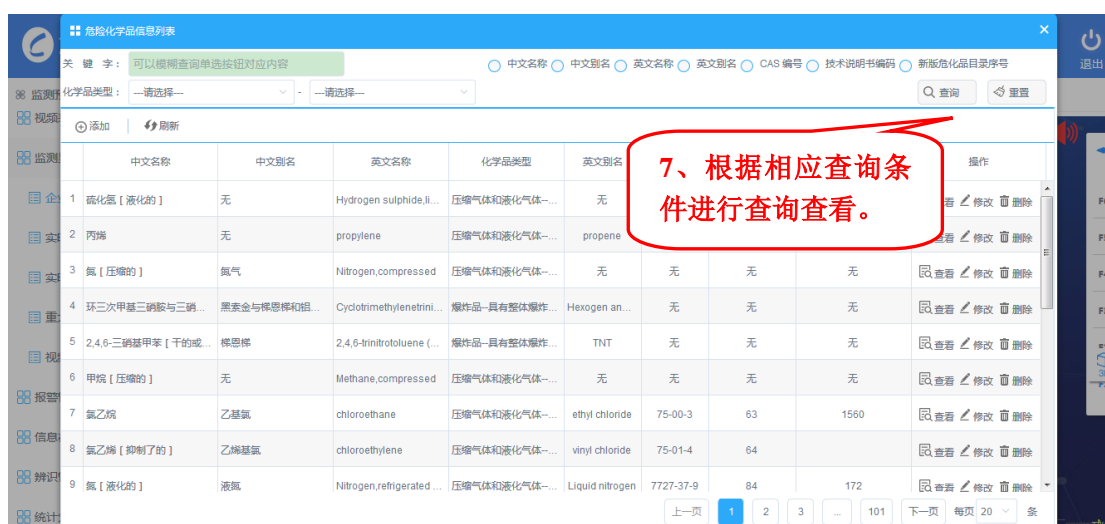 危险化学品信息列表
×
退出
关 键 字： 可以模糊查询单选按钮对应内容 中文名称 中文别名 英文名称 英文别名 CAS 编号 技术说明书编码 新版危化品目录序号
化学品类型： ---请选择--- - ---请选择--- 查询 重置
添加 刷新
中文名称 中文别名 英文名称 化学品类型 英文别名 操作
7、根据相应查询条
件进行查询查看。
1 硫化氢 [ 液化的 ] 无 Hydrogen sulphide,li... 压缩气体和液化气体--... 无 查看 修改 删除
2 丙烯 无 propylene 压缩气体和液化气体--... propene 查看 修改 删除
3 氮 [ 压缩的 ] 氮气 Nitrogen,compressed 压缩气体和液化气体--... 无 无 无 无 查看 修改 删除
4 环三次甲基三硝胺与三硝... 黑索金与梯恩梯和铝... Cyclotrimethylenetrini... 爆炸品--具有整体爆炸... Hexogen an... 无 无 无 查看 修改 删除
5 2,4,6-三硝基甲苯 [ 干的或... 梯恩梯 2,4,6-trinitrotoluene (... 爆炸品--具有整体爆炸... TNT 无 无 无 查看 修改 删除
6 甲烷 [ 压缩的 ] 无 Methane,compressed 压缩气体和液化气体--... 无 无 无 无 查看 修改 删除
7 氯乙烷 乙基氯 chloroethane 压缩气体和液化气体--... ethyl chloride 75-00-3 63 1560 查看 修改 删除
8 氯乙烯 [ 抑制了的 ] 乙烯基氯 chloroethylene 压缩气体和液化气体--... vinyl chloride 75-01-4 64 查看 修改 删除
9 氮 [ 液化的 ] 液氮 Nitrogen,refrigerated ... 压缩气体和液化气体--... Liquid nitrogen 7727-37-9 84 172 查看 修改 删除
上一页 1 2 3 ... 101 下一页 每页 20 条
监测
视频
监测
企
实
实
重
视
报警
信息
辨识
统计